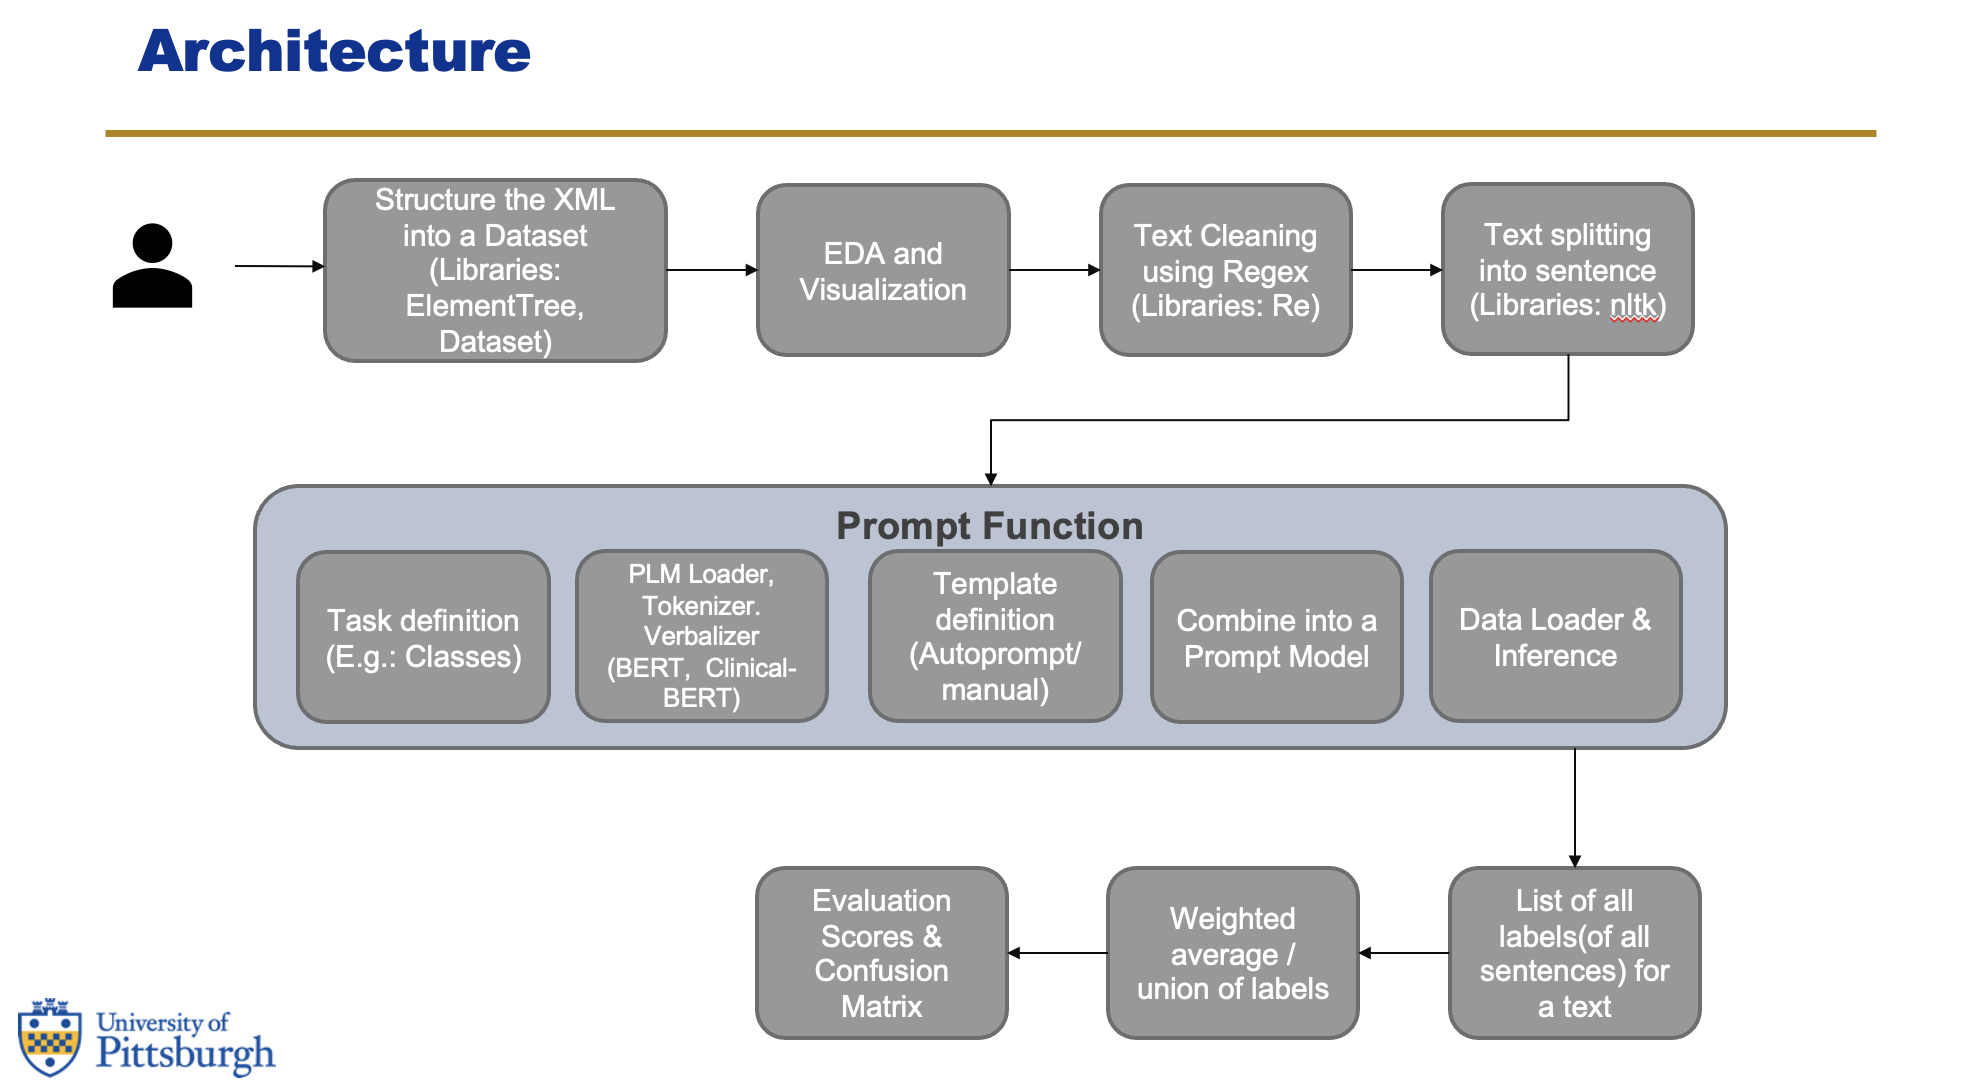 Architecture
Structure the XML
into a Dataset
(Libraries:
ElementTree,
Dataset)
EDA and
Visualization
Text Cleaning
using Regex
(Libraries: Re)
Text splitting
into sentence
(Libraries: nltk)
Prompt Function
Task definition
(E.g.: Classes)
PLM Loader,
Tokenizer.
Verbalizer
(BERT, Clinical-
BERT)
Template
definition
(Autoprompt/
manual)
Combine into a
Prompt Model
Data Loader &
Inference
Evaluation
Scores &
Confusion
Matrix
Weighted
average /
union of labels
List of all
labels(of all
sentences) for
a text
University of
Pittsburgh